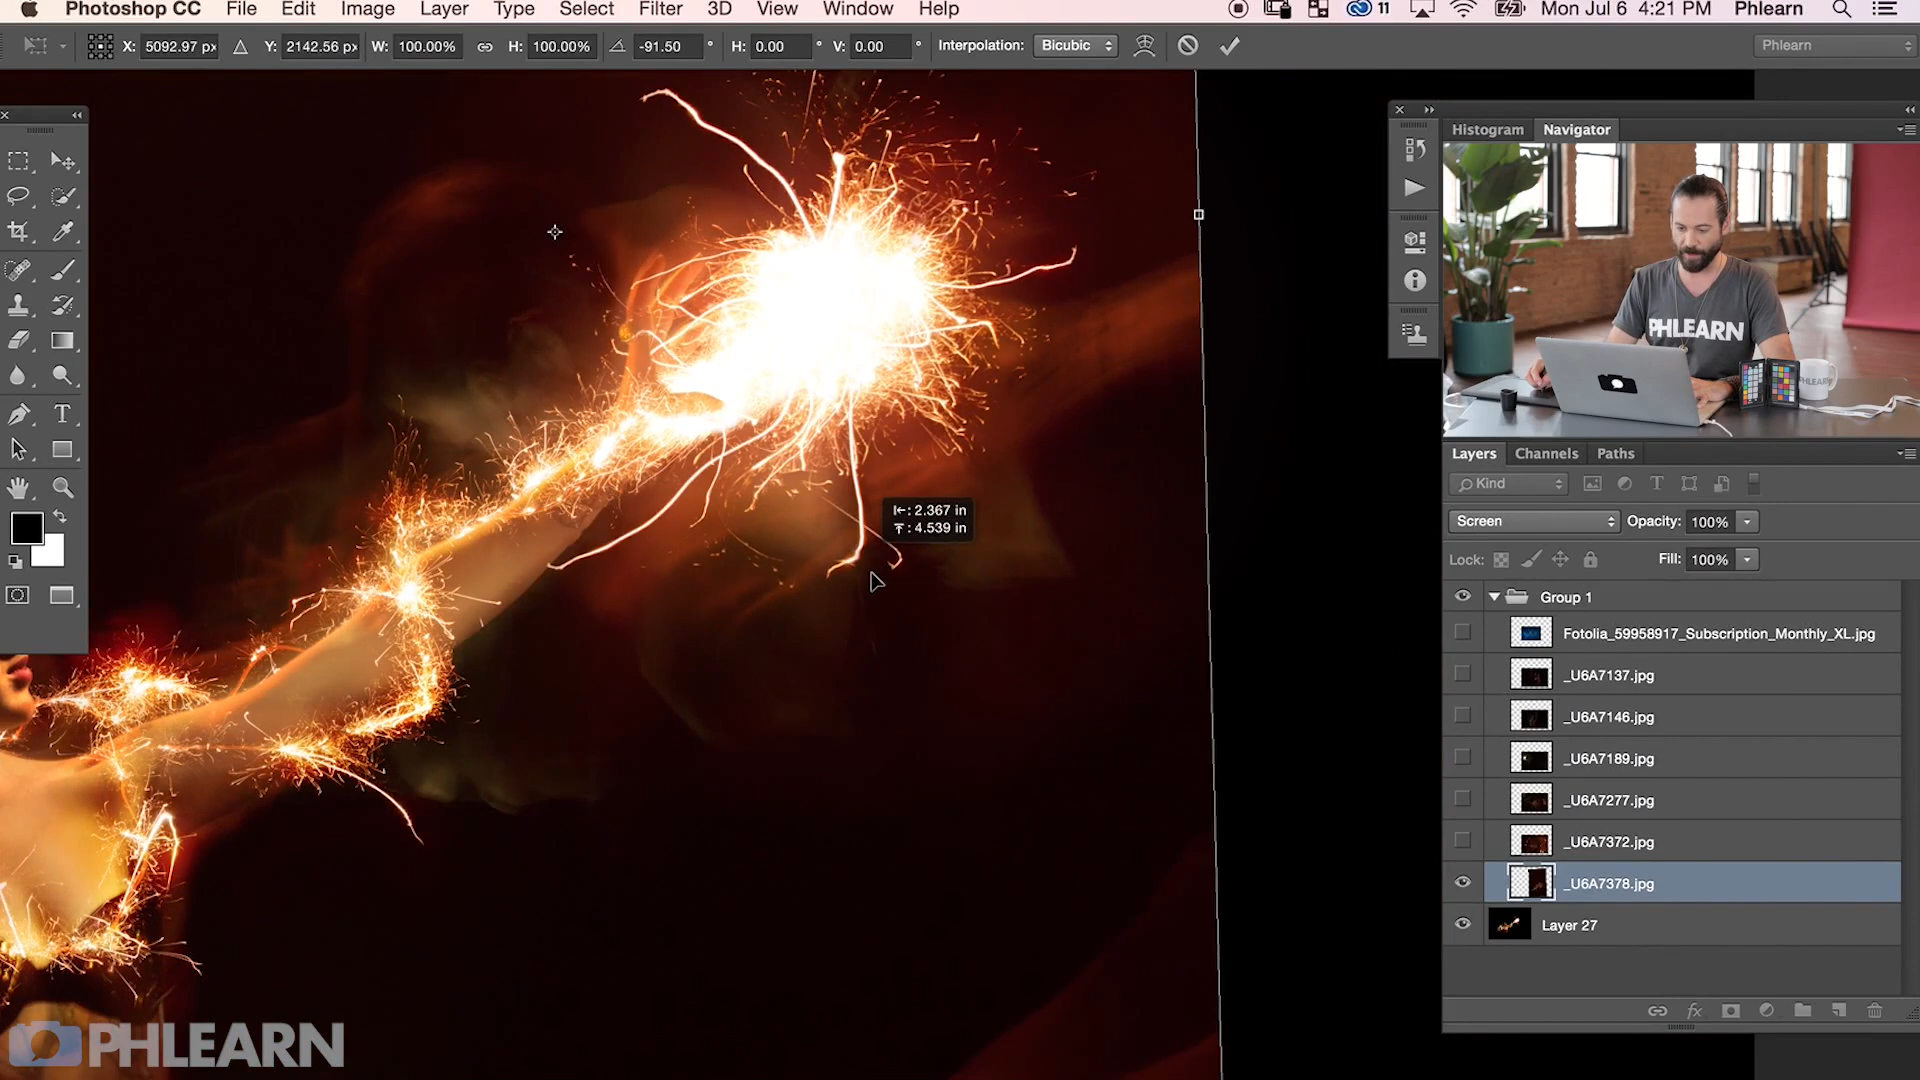 Photoshop CC File Edit Image Layer Type Select Filter 3D View Window Help 11 Mon Jul 6 4:21 PM Phlearn
X: 5092.97 px Y: 2142.56 px W: 100.00% H: 100.00% -91.50 ° H: 0.00 ° V: 0.00 ° Interpolation: Bicubic Phlearn
Histogram Navigator
PHLEARN
PHLEARN
Layers Channels Paths
Kind
Screen Opacity: 100%
Lock: Fill: 100%
Group 1
Fotolia_59958917_Subscription_Monthly_XL.jpg
_U6A7137.jpg
_U6A7146.jpg
_U6A7189.jpg
_U6A7277.jpg
_U6A7372.jpg
_U6A7378.jpg
Layer 27
: 2.367 in
: 4.539 in
PHLEARN